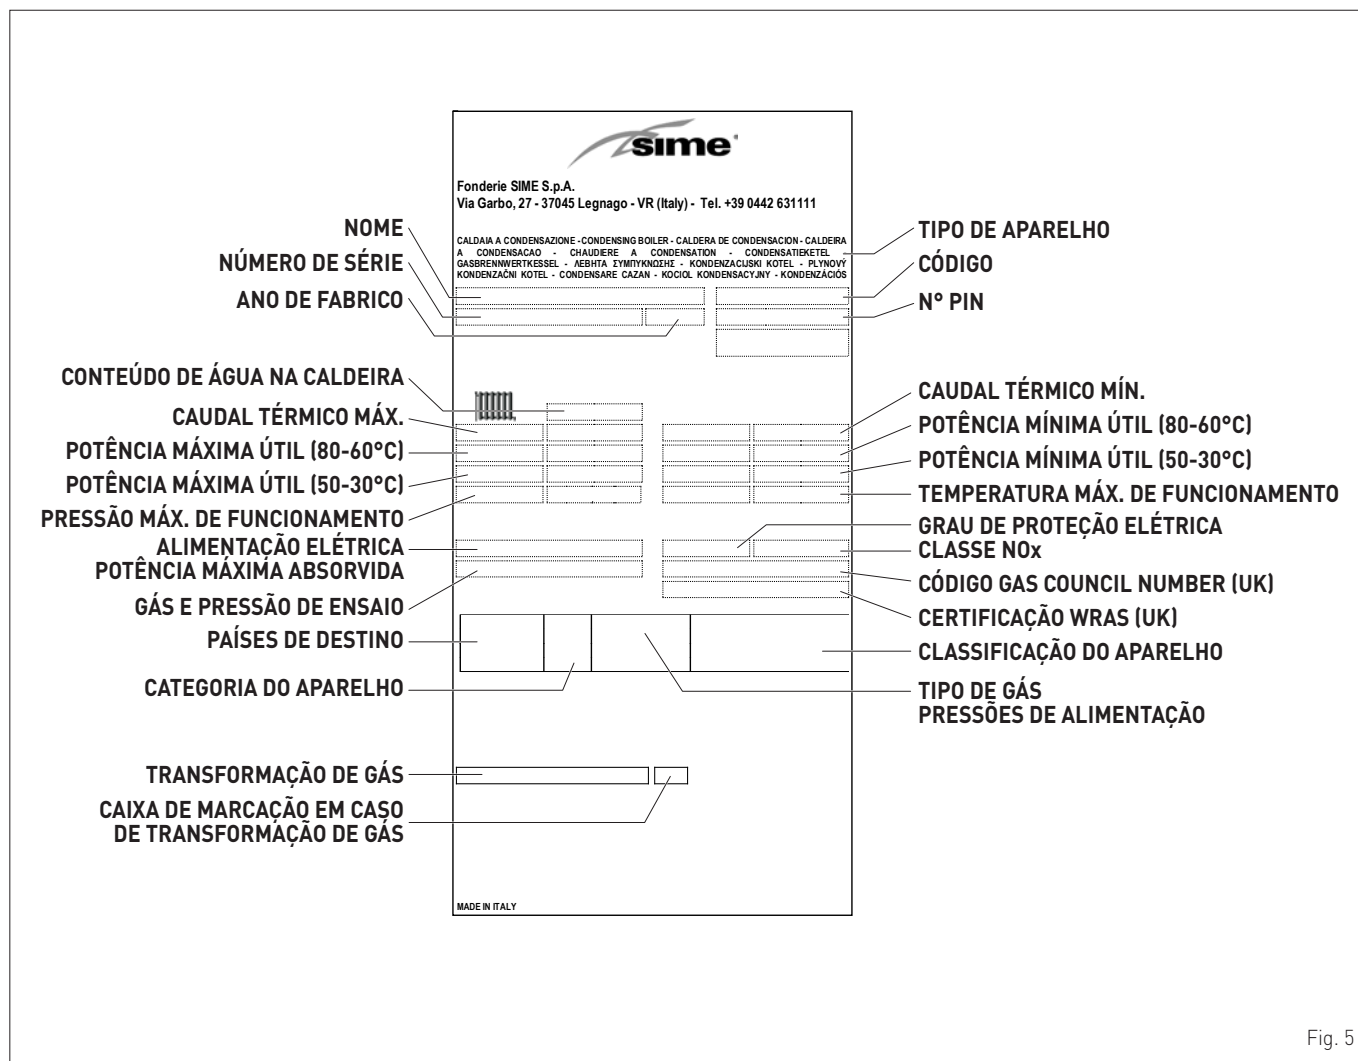 sime
Fonderie SIME S.p.A.
Via Garbo, 27 - 37045 Legnago - VR (Italy) - Tel. +39 0442 631111
CALDAIA A CONDENSAZIONE - CONDENSING BOILER - CALDERA DE CONDENSACION - CALDEIRA
A CONDENSACAO - CHAUDIERE A CONDENSATION - CONDENSATIEKETEL -
GASBRENNWERTKESSEL - ΛΕΒΗΤΑ ΣΥΜΠΥΚΝΩΣΗΣ - KONDENZACIJSKI KOTEL - PLYNOVÝ
KONDENZAČNI KOTEL - CONDENSARE CAZAN - KOCIOL KONDENSACYJNY - KONDENZÁCIÓS
NOME
NÚMERO DE SÉRIE
ANO DE FABRICO
CONTEÚDO DE ÁGUA NA CALDEIRA
CAUDAL TÉRMICO MÁX.
POTÊNCIA MÁXIMA ÚTIL (80-60°C)
POTÊNCIA MÁXIMA ÚTIL (50-30°C)
PRESSÃO MÁX. DE FUNCIONAMENTO
ALIMENTAÇÃO ELÉTRICA
POTÊNCIA MÁXIMA ABSORVIDA
GÁS E PRESSÃO DE ENSAIO
PAÍSES DE DESTINO
CATEGORIA DO APARELHO
TRANSFORMAÇÃO DE GÁS
CAIXA DE MARCAÇÃO EM CASO
DE TRANSFORMAÇÃO DE GÁS
TIPO DE APARELHO
CÓDIGO
N° PIN
CAUDAL TÉRMICO MÍN.
POTÊNCIA MÍNIMA ÚTIL (80-60°C)
POTÊNCIA MÍNIMA ÚTIL (50-30°C)
TEMPERATURA MÁX. DE FUNCIONAMENTO
GRAU DE PROTEÇÃO ELÉTRICA
CLASSE NOx
CÓDIGO GAS COUNCIL NUMBER (UK)
CERTIFICAÇÃO WRAS (UK)
CLASSIFICAÇÃO DO APARELHO
TIPO DE GÁS
PRESSÕES DE ALIMENTAÇÃO
MADE IN ITALY
Fig. 5